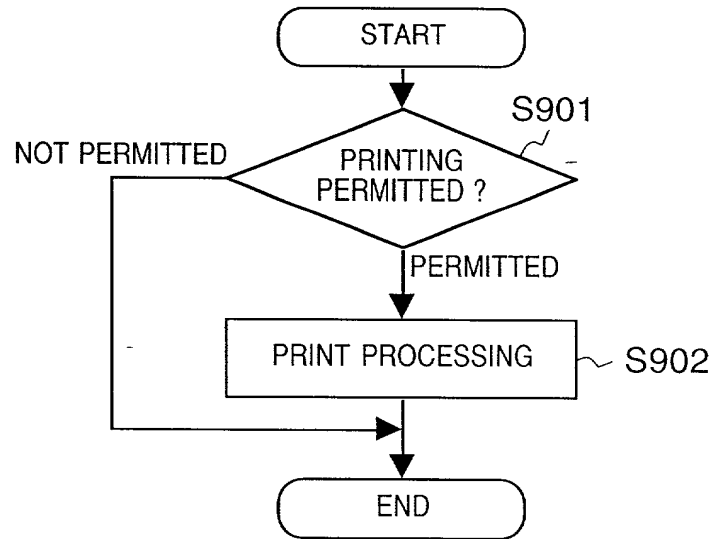 START
S901
NOT PERMITTED
PRINTING
PERMITTED ?
PERMITTED
PRINT PROCESSING
S902
END